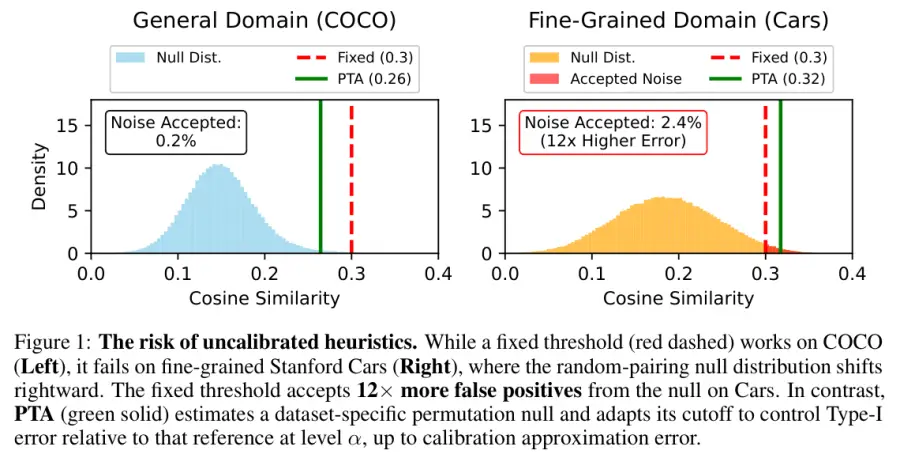 General Domain (COCO)
Null Dist.
Fixed (0.3)
PTA (0.26)
Noise Accepted:
0.2%
Density
15
10
5
0
0.0 0.1 0.2 0.3 0.4
Cosine Similarity
Fine-Grained Domain (Cars)
Null Dist.
Accepted Noise
Fixed (0.3)
PTA (0.32)
Noise Accepted: 2.4%
(12x Higher Error)
15
10
5
0
0.0 0.1 0.2 0.3 0.4
Cosine Similarity
Figure 1: The risk of uncalibrated heuristics. While a fixed threshold (red dashed) works on COCO
(Left), it fails on fine-grained Stanford Cars (Right), where the random-pairing null distribution shifts
rightward. The fixed threshold accepts 12× more false positives from the null on Cars. In contrast,
PTA (green solid) estimates a dataset-specific permutation null and adapts its cutoff to control Type-I
error relative to that reference at level α, up to calibration approximation error.